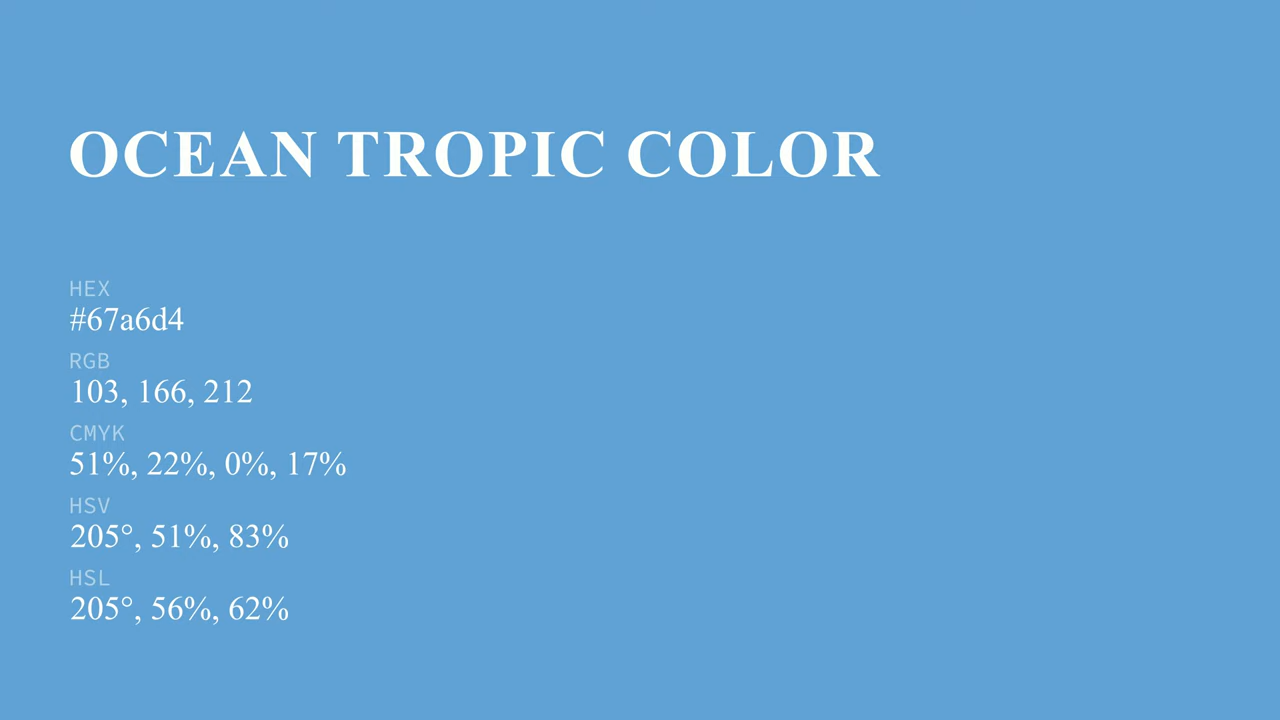 OCEAN TROPIC COLOR
HEX
#67a6d4
RGB
103, 166, 212
CMYK
51%, 22%, 0%, 17%
HSV
205°, 51%, 83%
HSL
205°, 56%, 62%